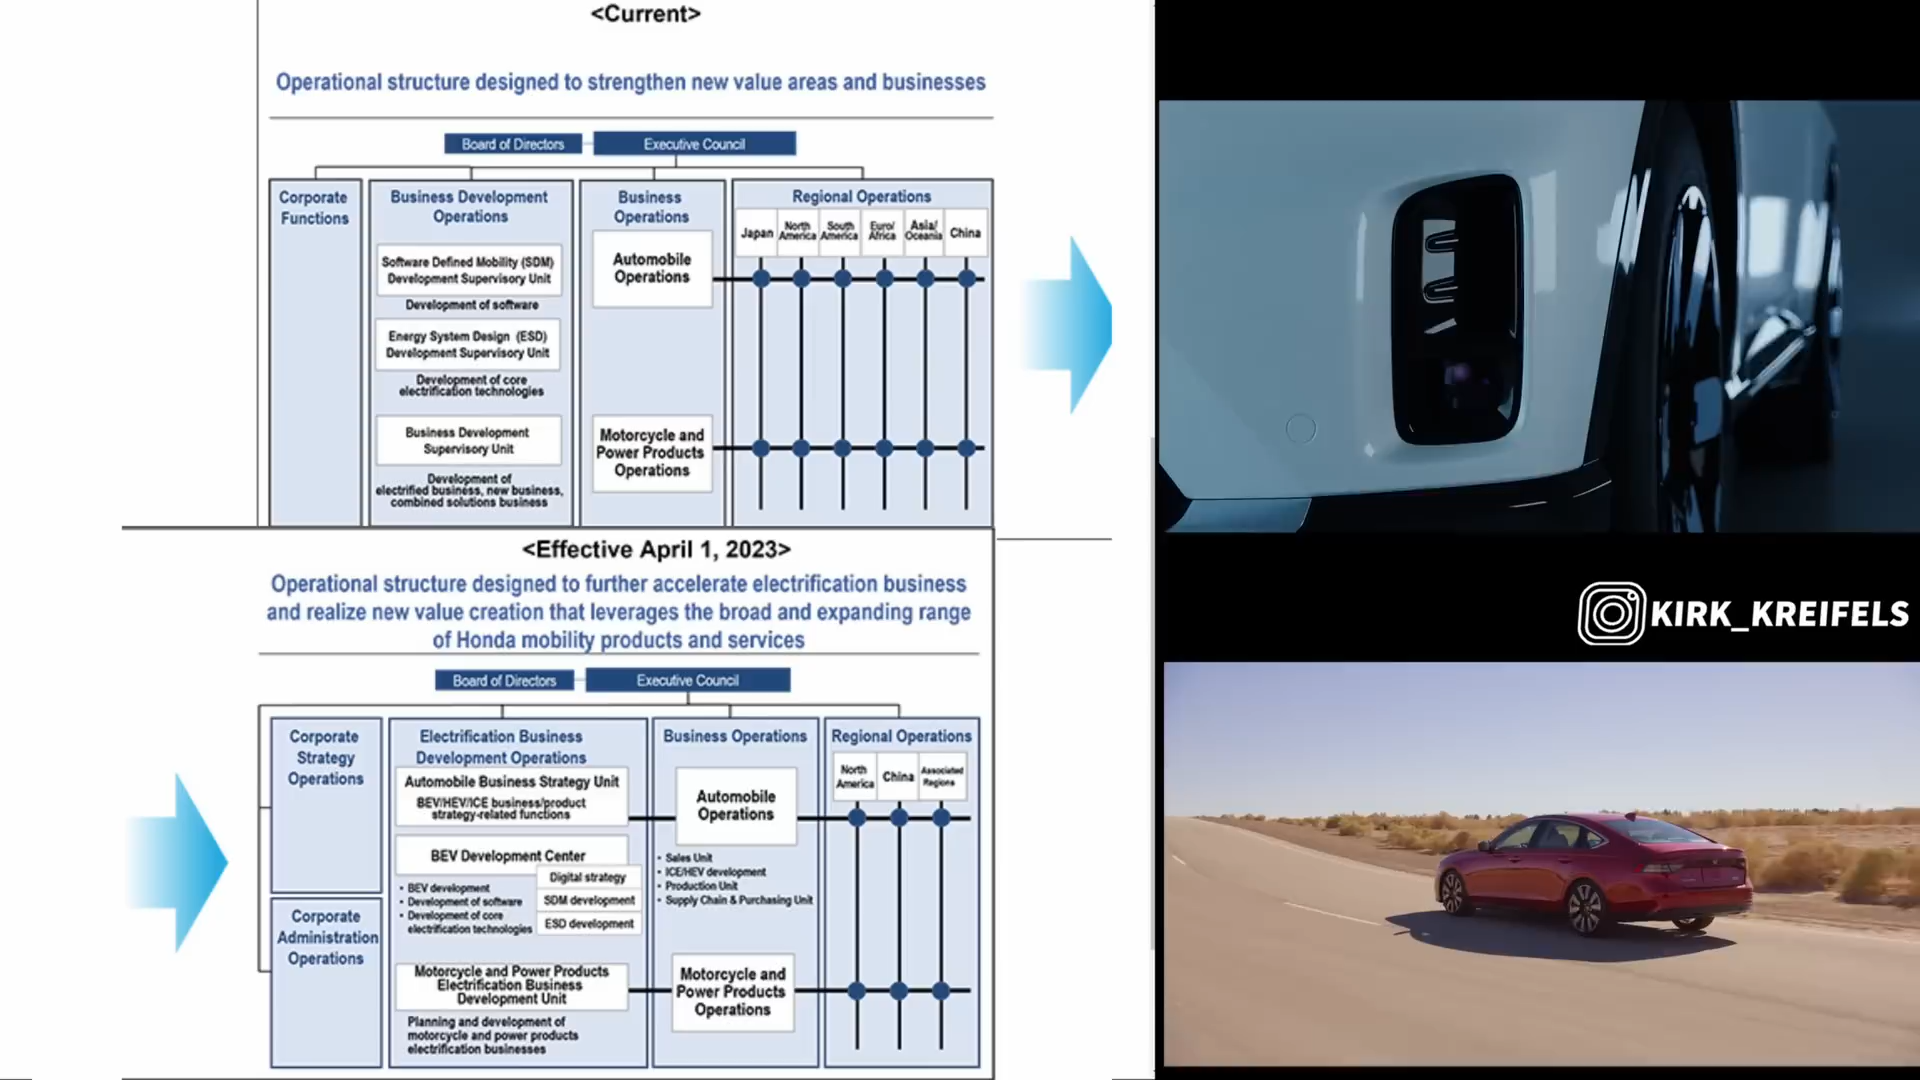 <Current>
Operational structure designed to strengthen new value areas and businesses
Board of Directors
Executive Council
Corporate
Functions
Business Development
Operations
Software Defined Mobility (SDM)
Development Supervisory Unit
Development of software
Energy System Design (ESD)
Development Supervisory Unit
Development of core
electrification technologies
Business Development
Supervisory Unit
Development of
electrified business, new business,
combined solutions business
Business
Operations
Automobile
Operations
Motorcycle and
Power Products
Operations
Regional Operations
Japan
North
America
South
America
Euro/
Africa
Asia/
Oceania
China
<Effective April 1, 2023>
Operational structure designed to further accelerate electrification business
and realize new value creation that leverages the broad and expanding range
of Honda mobility products and services
Board of Directors
Executive Council
Corporate
Strategy
Operations
Corporate
Administration
Operations
Electrification Business
Development Operations
Automobile Business Strategy Unit
BEV/HEV/ICE business/product
strategy-related functions
BEV Development Center
• BEV development
• Development of software
• Development of core
electrification technologies
Digital strategy
SDM development
ESD development
Motorcycle and Power Products
Electrification Business
Development Unit
Planning and development of
motorcycle and power products
electrification businesses
Business Operations
Automobile
Operations
• Sales Unit
• ICE/HEV development
• Production Unit
• Supply Chain & Purchasing Unit
Motorcycle and
Power Products
Operations
Regional Operations
North
America
China
Associated
Regions
KIRK_KREIFELS